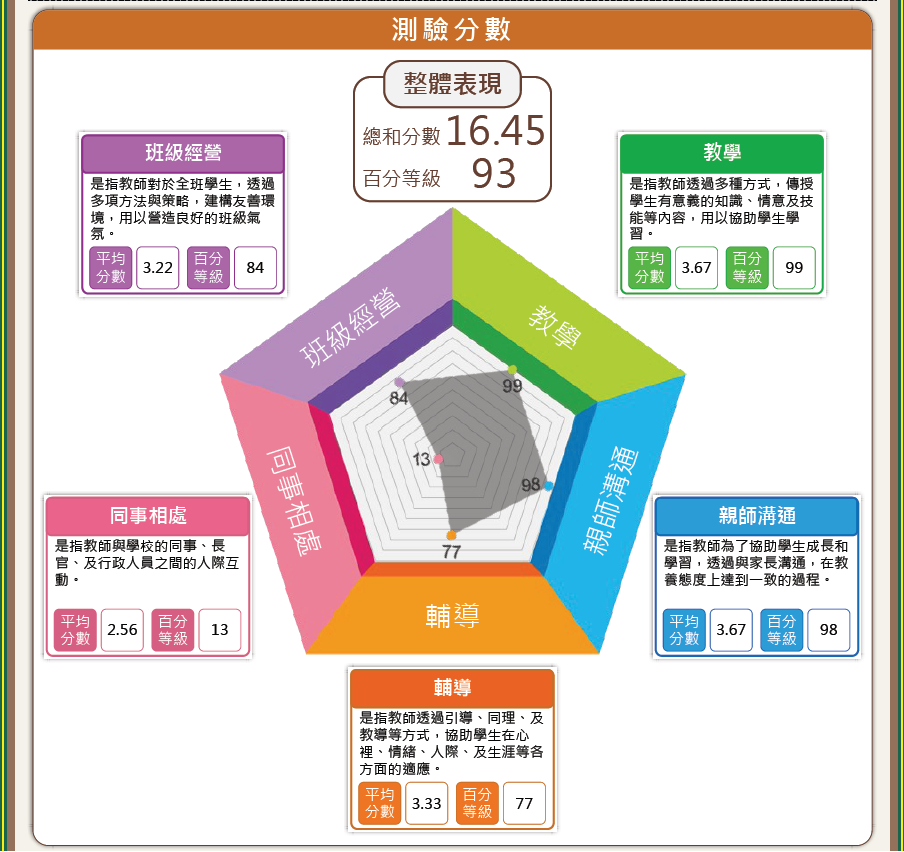 測驗分數
整體表現
總和分數 16.45
百分等級 93
班級經營
是指教師對於全班學生，透過
多項方法與策略，建構友善環
境，用以營造良好的班級氣
氛。
平均
分數
3.22
百分
等級
84
教學
是指教師透過多種方式，傳授
學生有意義的知識、情意及技
能等內容，用以協助學生學
習。
平均
分數
3.67
百分
等級
99
班級經營
教學
親師溝通
輔導
同事相處
84
99
13
98
77
同事相處
是指教師與學校的同事、長
官、及行政人員之間的人際互
動。
平均
分數
2.56
百分
等級
13
親師溝通
是指教師為了協助學生成長和
學習，透過與家長溝通，在教
養態度上達到一致的過程。
平均
分數
3.67
百分
等級
98
輔導
是指教師透過引導、同理、及
教導等方式，協助學生在心
裡、情緒、人際、及生涯等各
方面的適應。
平均
分數
3.33
百分
等級
77